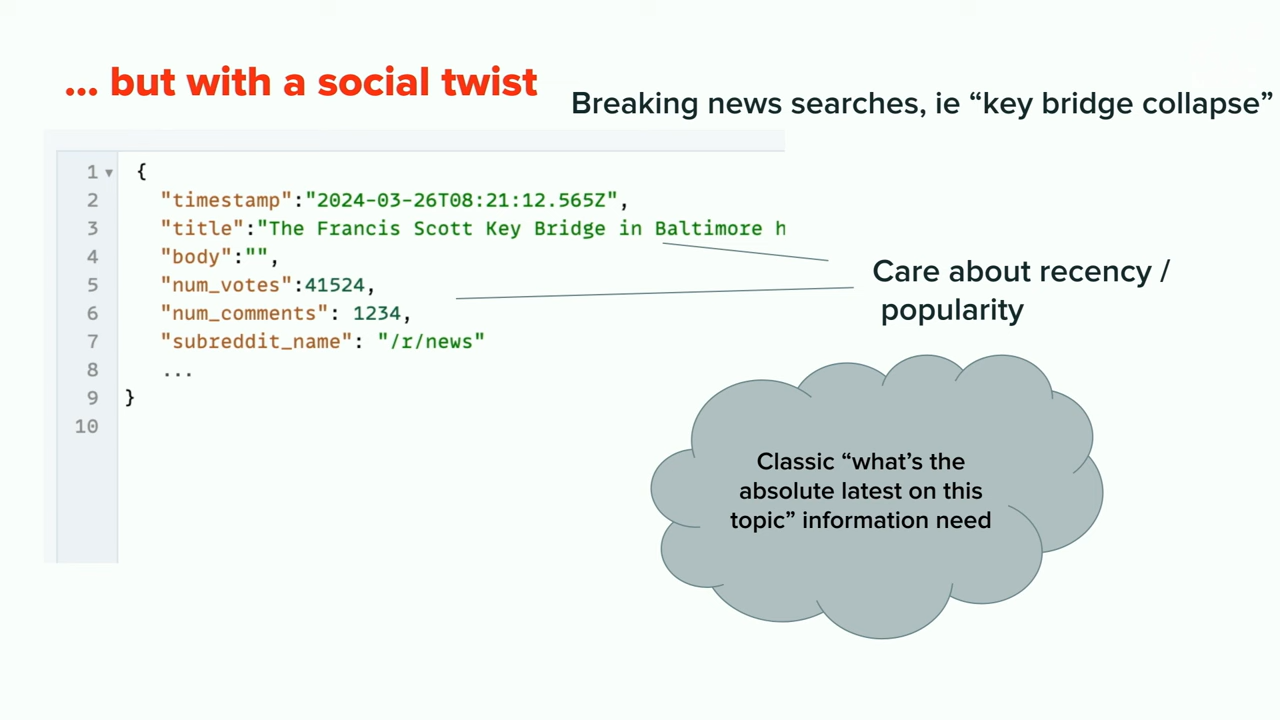 ... but with a social twist
Breaking news searches, ie “key bridge collapse”
1 {
2 "timestamp":"2024-03-26T08:21:12.565Z",
3 "title":"The Francis Scott Key Bridge in Baltimore h
4 "body":"",
5 "num_votes":41524,
6 "num_comments": 1234,
7 "subreddit_name": "/r/news"
8 ...
9 }
10
Care about recency /
popularity
Classic “what’s the
absolute latest on this
topic” information need